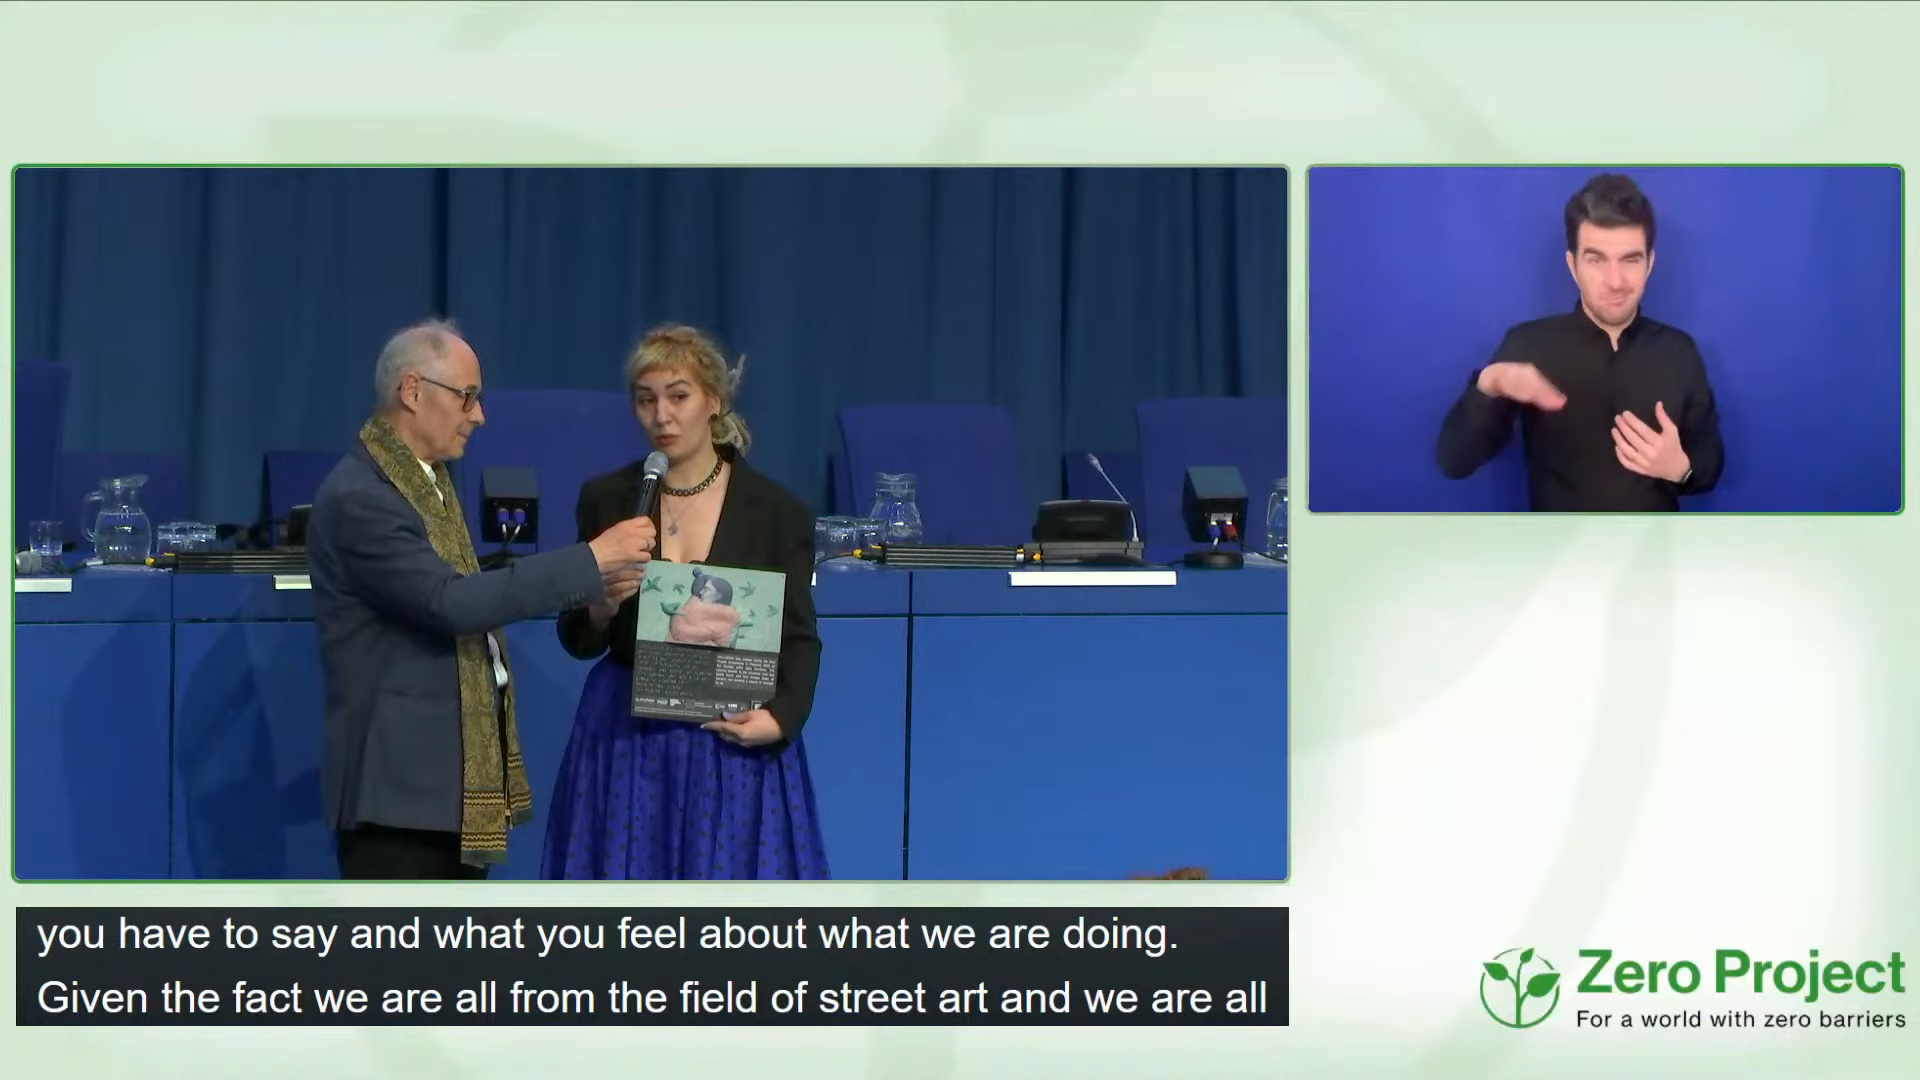 you have to say and what you feel about what we are doing.
Given the fact we are all from the field of street art and we are all
Zero Project
For a world with zero barriers